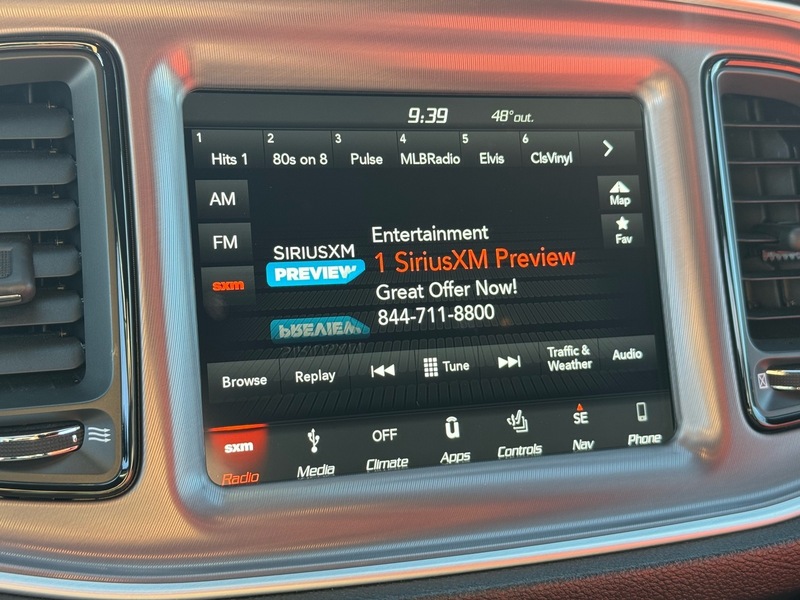 9:39 48°out.
1 2 3 4 5 6
Hits 1 80s on 8 Pulse MLBRadio Elvis ClsVinyl
AM
Map
FM
Fav
sxm
Entertainment
SIRIUSXM
PREVIEW
1 SiriusXM Preview
Great Offer Now!
844-711-8800
PREVIEW
Browse Replay Tune Traffic & Weather Audio
sxm OFF SE
Radio Media Climate Apps Controls Nav Phone